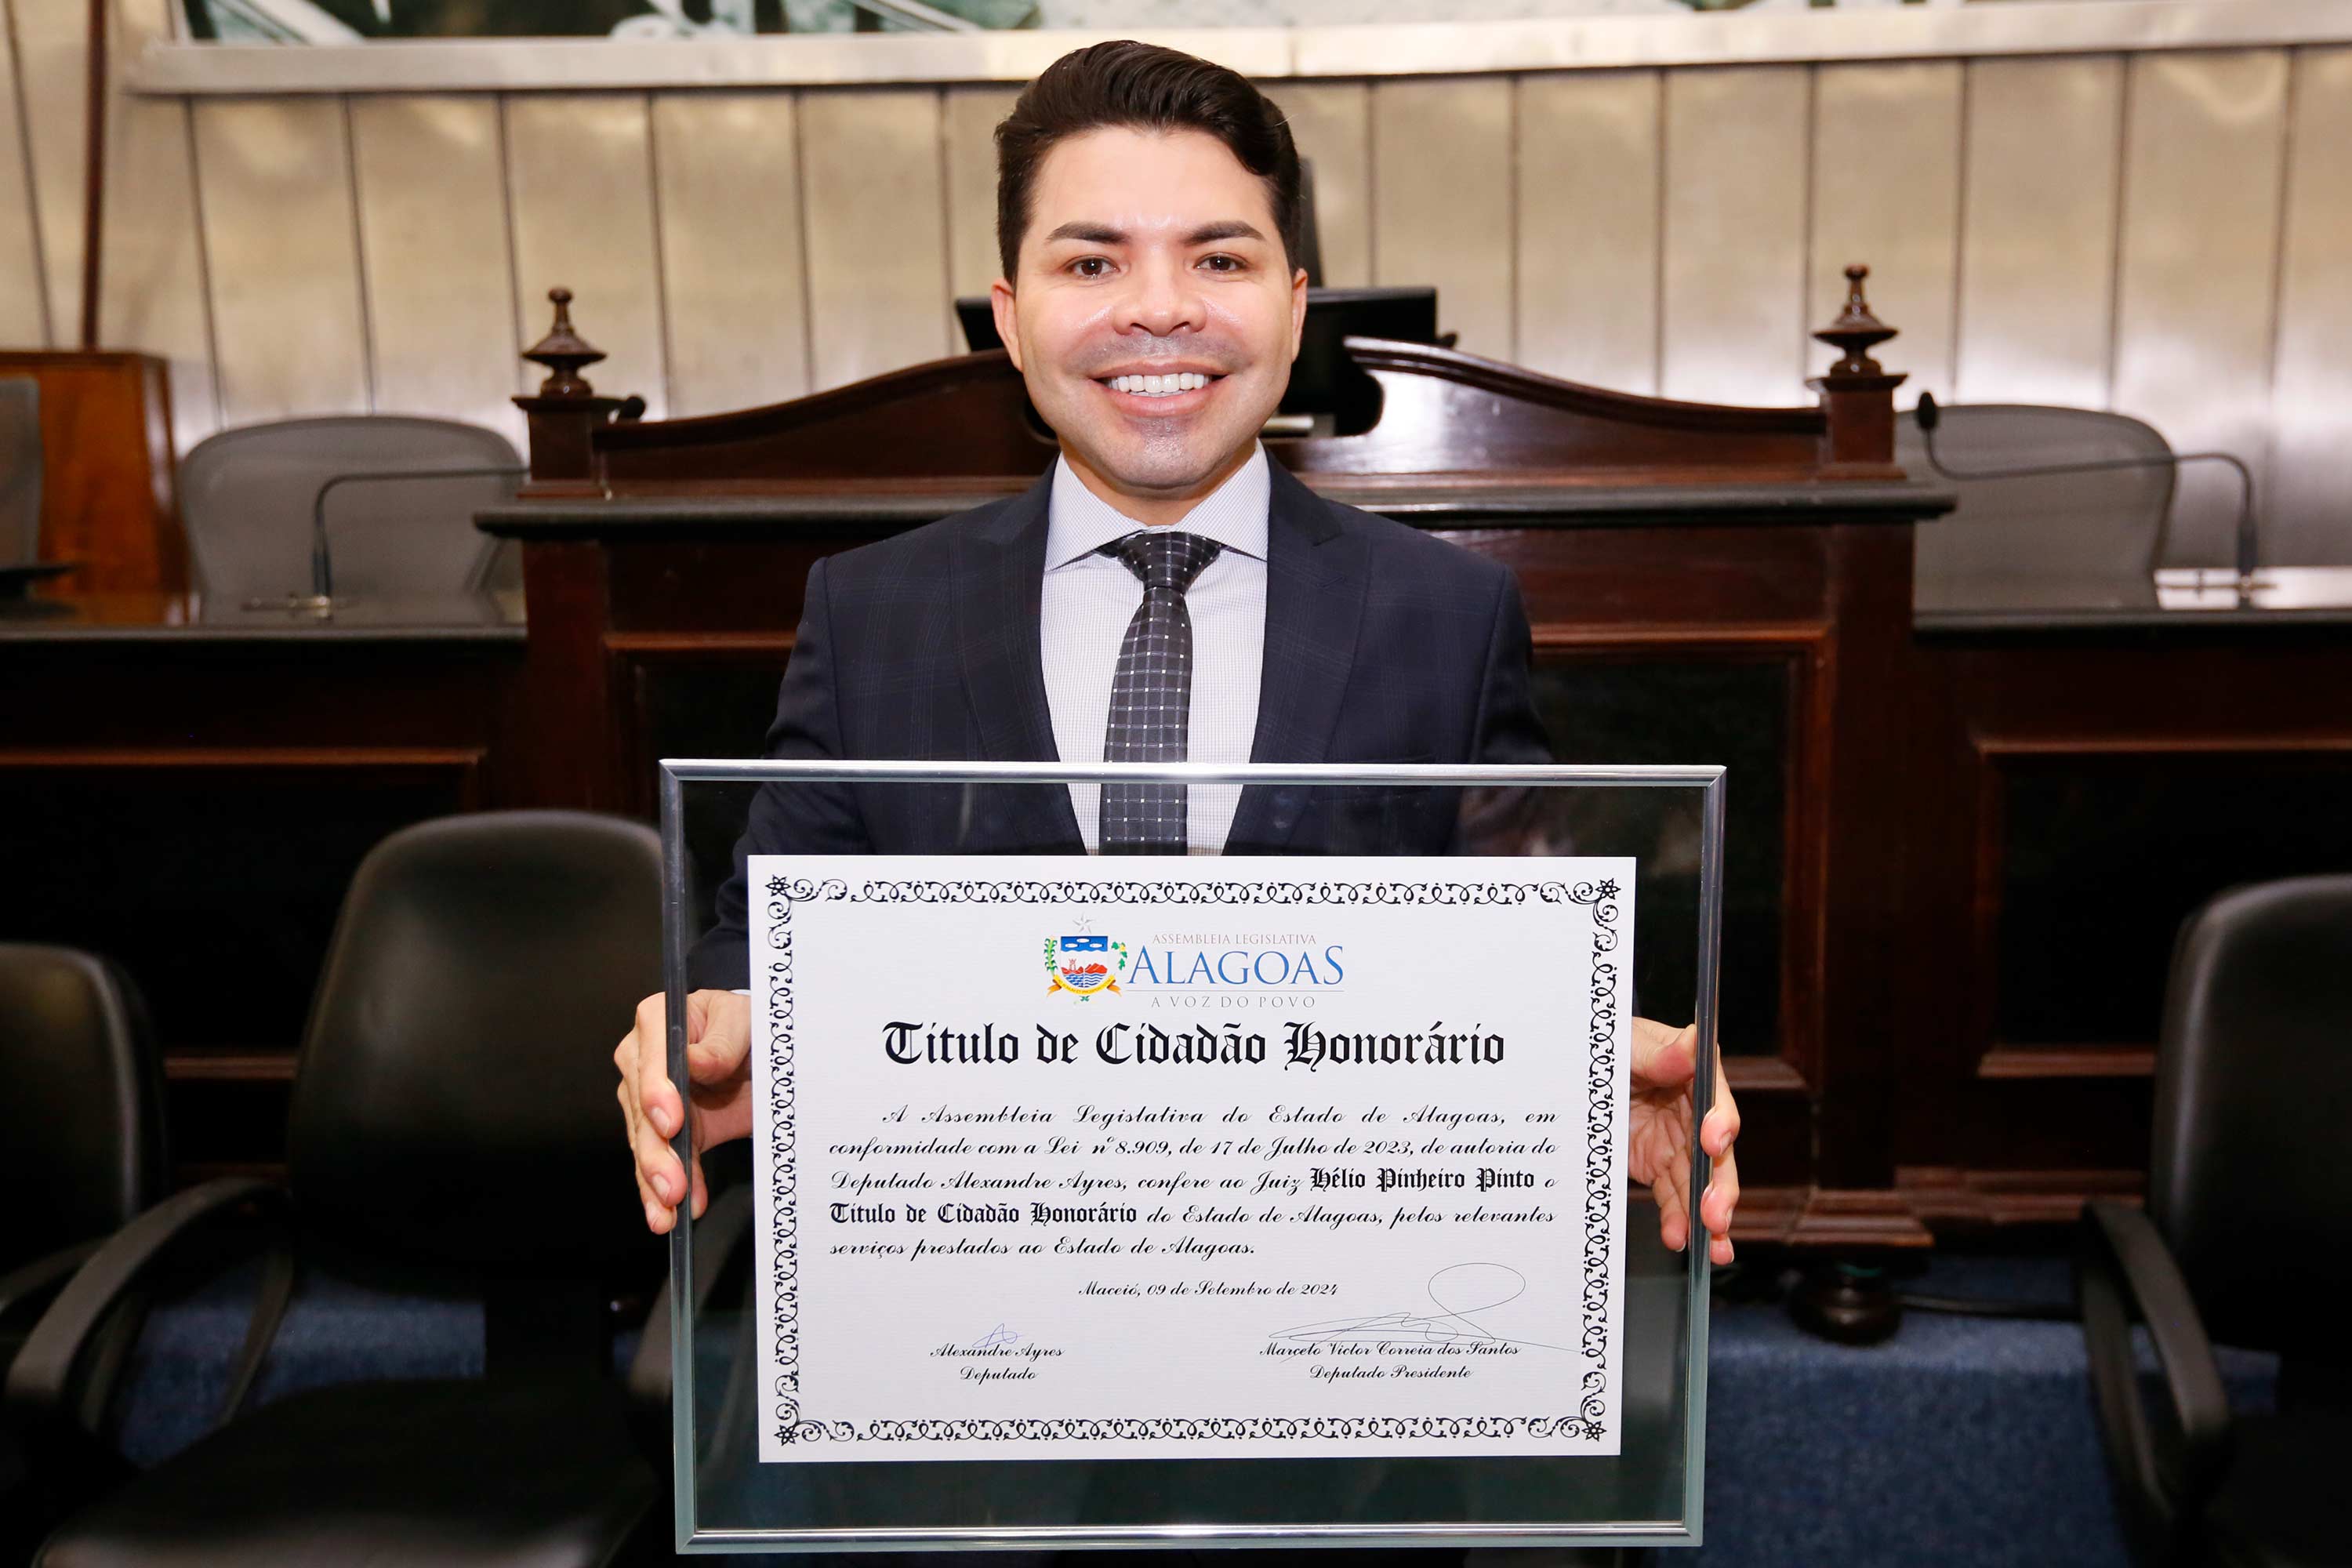 ASSEMBLEIA LEGISLATIVA
ALAGOAS
A VOZ DO POVO
Título de Cidadão Honorário
A Assembleia Legislativa do Estado de Alagoas, em
conformidade com a Lei nº 8.909, de 17 de Julho de 2023, de autoria do
Deputado Alexandre Ayres, confere ao Juiz Hélio Pinheiro Pinto o
Título de Cidadão Honorário do Estado de Alagoas, pelos relevantes
serviços prestados ao Estado de Alagoas.
Maceió, 09 de Setembro de 2024
Alexandre Ayres
Deputado
Marcelo Victor Correia dos Santos
Deputado Presidente